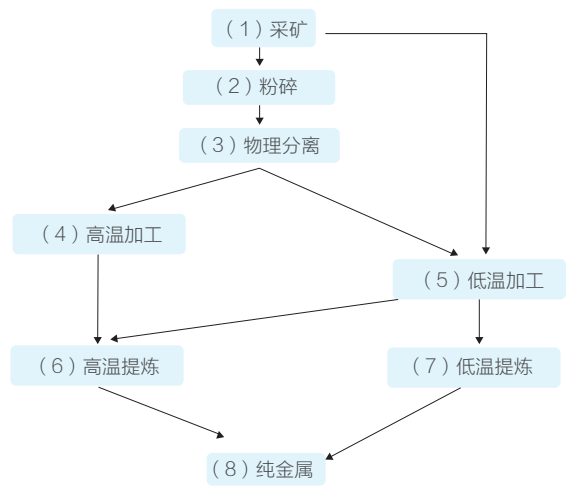 （1）采矿
（2）粉碎
（3）物理分离
（4）高温加工
（5）低温加工
（6）高温提炼
（7）低温提炼
（8）纯金属